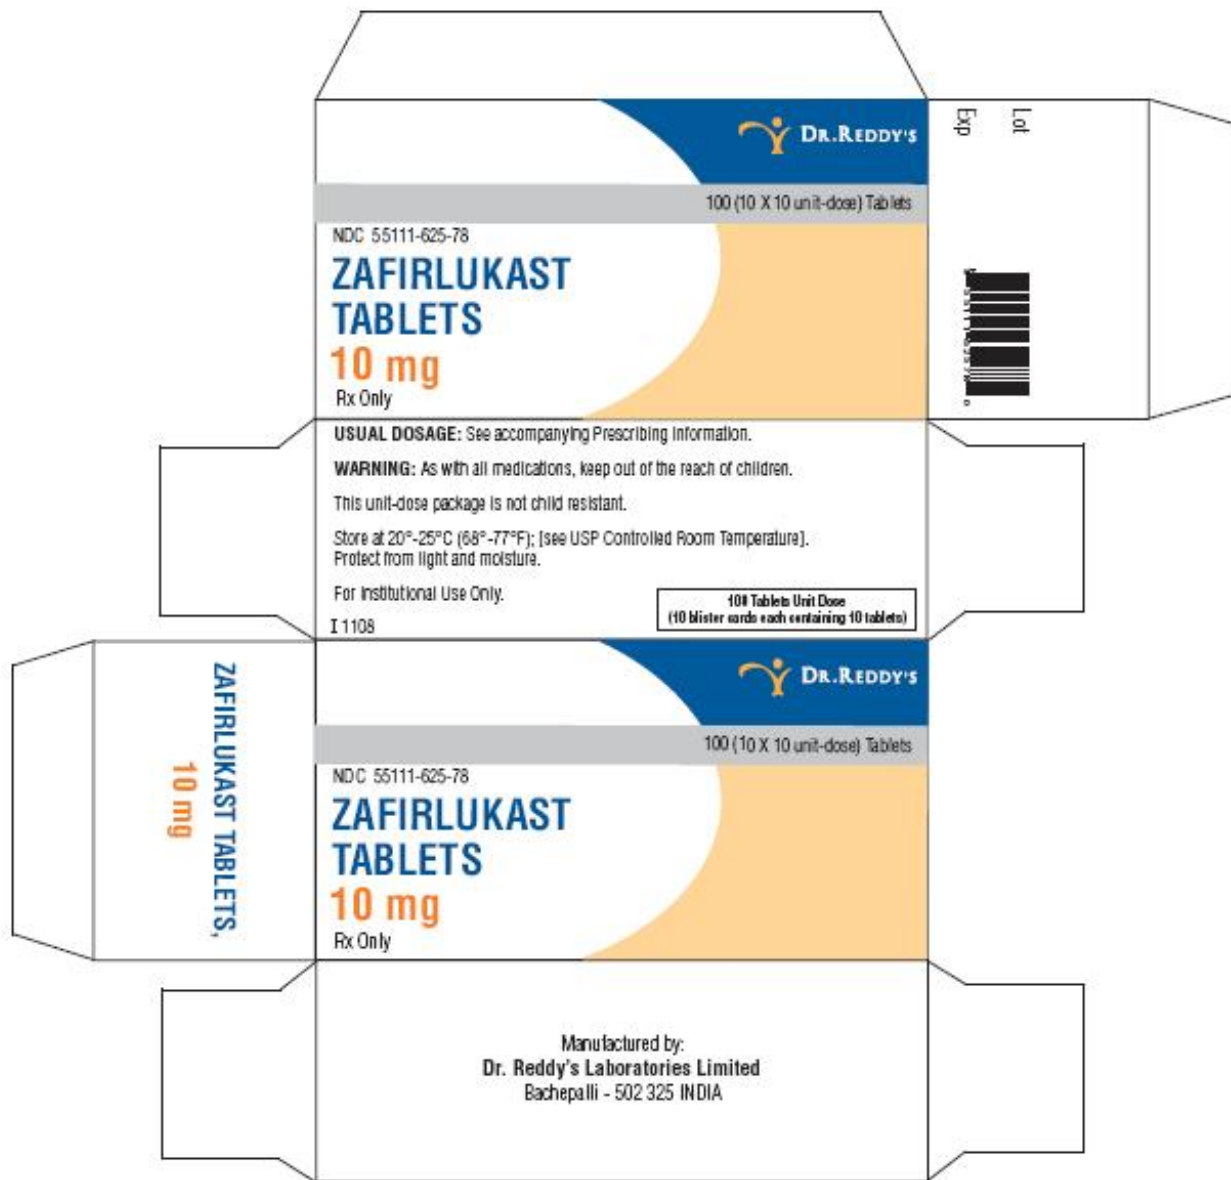 DR.REDDY'S
100 (10 X 10 unit-dose) Tablets
NDC 55111-625-78
ZAFIRLUKAST
TABLETS
10 mg
Rx Only
Lot
Exp
USUAL DOSAGE: See accompanying Prescribing Information.
WARNING: As with all medications, keep out of the reach of children.
This unit-dose package is not child resistant.
Store at 20°-25°C (68°-77°F); [see USP Controlled Room Temperature].
Protect from light and moisture.
For Institutional Use Only.
I 1108
100 Tablets Unit Dose
(10 blister cards each containing 10 tablets)
ZAFIRLUKAST TABLETS,
10 mg
DR.REDDY'S
100 (10 X 10 unit-dose) Tablets
NDC 55111-625-78
ZAFIRLUKAST
TABLETS
10 mg
Rx Only
Manufactured by:
Dr. Reddy's Laboratories Limited
Bachepalli - 502 325 INDIA